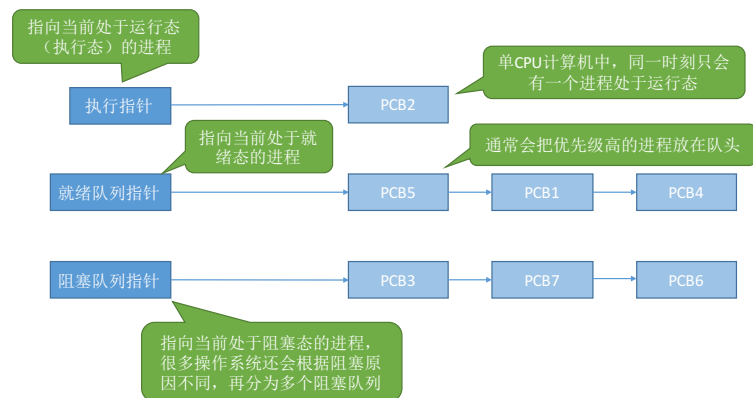 指向当前处于运行态
（执行态）的进程
单CPU计算机中，同一时刻只会
有一个进程处于运行态
执行指针
PCB2
指向当前处于就
绪态的进程
通常会把优先级高的进程放在队头
就绪队列指针
PCB5
PCB1
PCB4
阻塞队列指针
PCB3
PCB7
PCB6
指向当前处于阻塞态的进程，
很多操作系统还会根据阻塞原
因不同，再分为多个阻塞队列